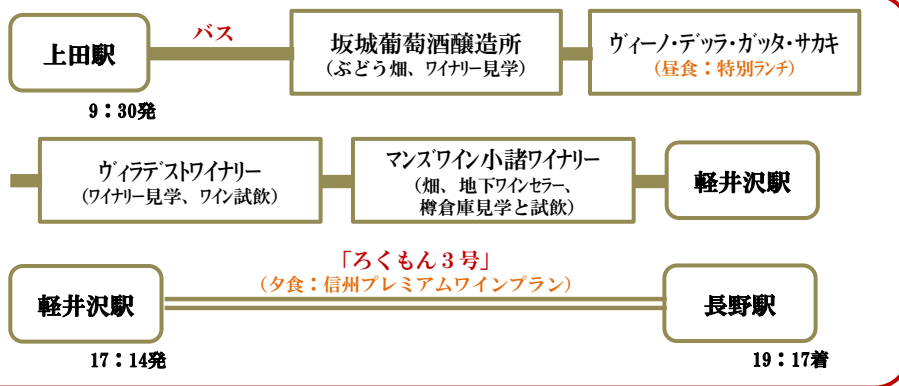 上田駅
バス
坂城葡萄酒醸造所
(ぶどう畑、ワイナリー見学)
ヴィーノ・デッラ・ガッタ・サカキ
(昼食：特別ランチ)
9：30発
ヴィラデストワイナリー
(ワイナリー見学、ワイン試飲)
マンズワイン小諸ワイナリー
(畑、地下ワインセラー、
樽倉庫見学と試飲)
軽井沢駅
「ろくもん３号」
(夕食：信州プレミアムワインプラン)
軽井沢駅
長野駅
17：14発
19：17着